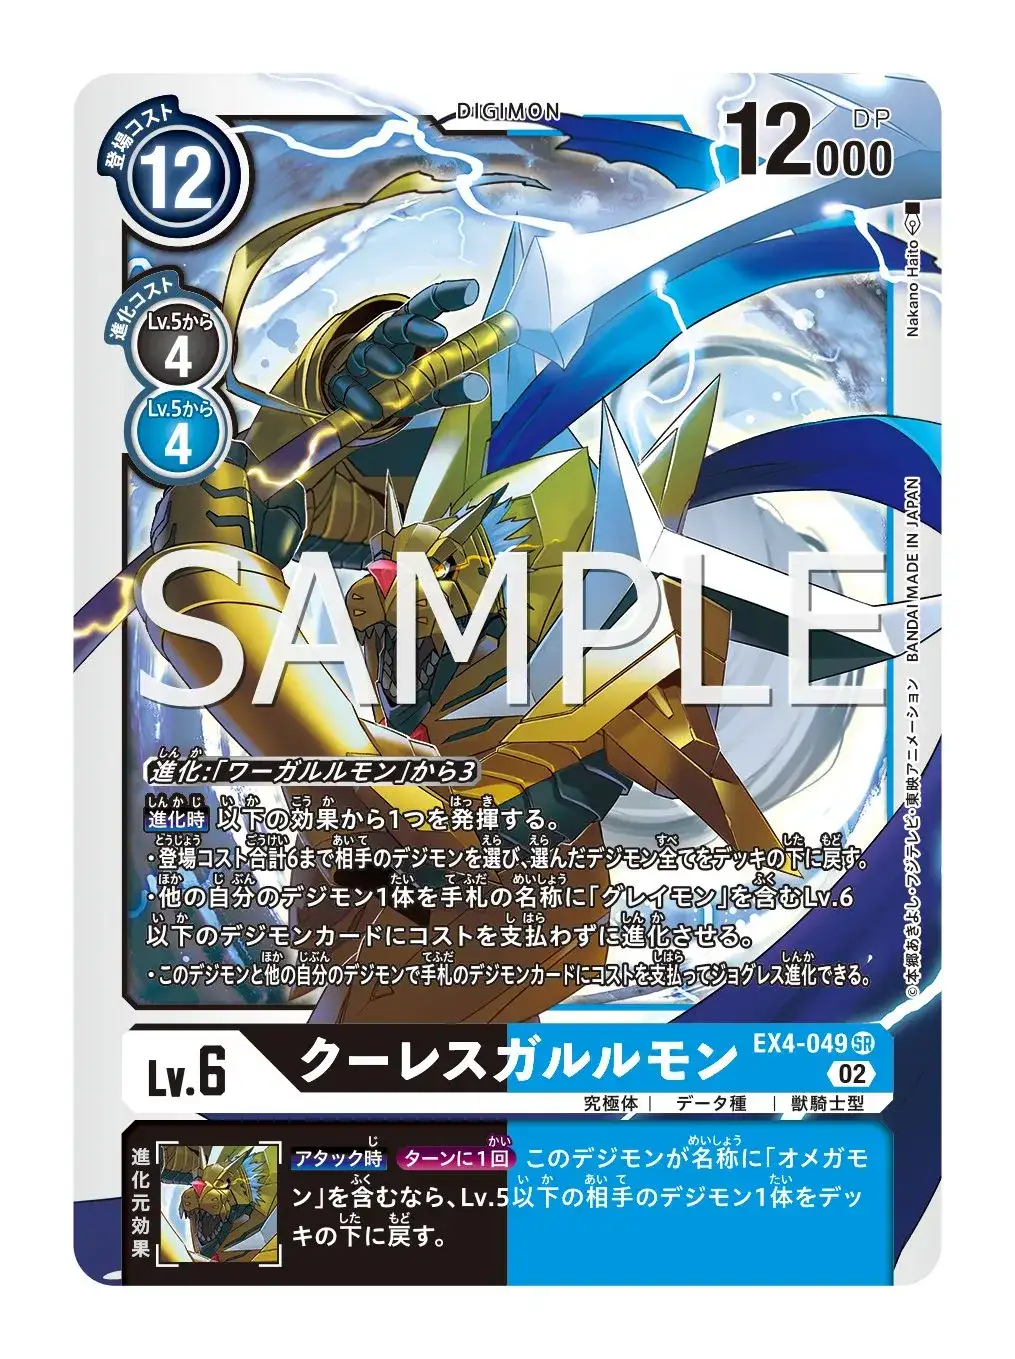 DIGIMON
登場コスト
12
12000
DP
進化コスト
Lv.5から
4
Lv.5から
4
Nakano Haito
©本郷あきよし・フジテレビ・東映アニメーション BANDAI MADE IN JAPAN
SAMPLE
進化:「ワーガルルモン」から3
進化時 以下の効果から1つを発揮する。
・登場コスト合計6まで相手のデジモンを選び、選んだデジモン全てをデッキの下に戻す。
・他の自分のデジモン1体を手札の名称に「グレイモン」を含むLv.6
以下のデジモンカードにコストを支払わずに進化させる。
・このデジモンと他の自分のデジモンで手札のデジモンカードにコストを支払ってジョグレス進化できる。
Lv.6
クーレスガルルモン
EX4-049 SR
02
究極体 | データ種 | 獣騎士型
進化元効果
アタック時 ターンに1回 このデジモンが名称に「オメガモ
ン」を含むなら、Lv.5以下の相手のデジモン1体をデッ
キの下に戻す。